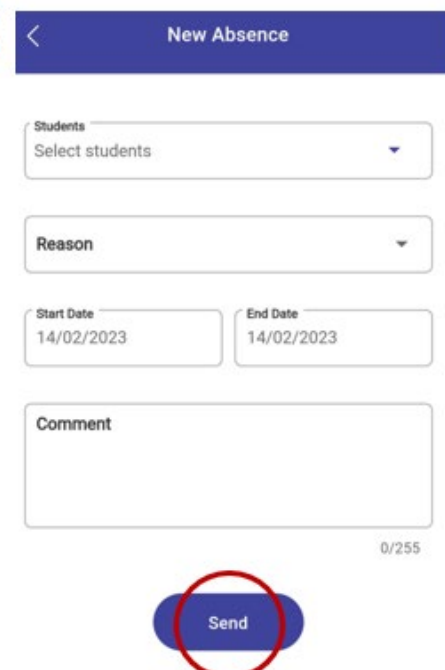 New Absence
Students
Select students
Reason
Start Date End Date
14/02/2023 14/02/2023
Comment
0/255
Send